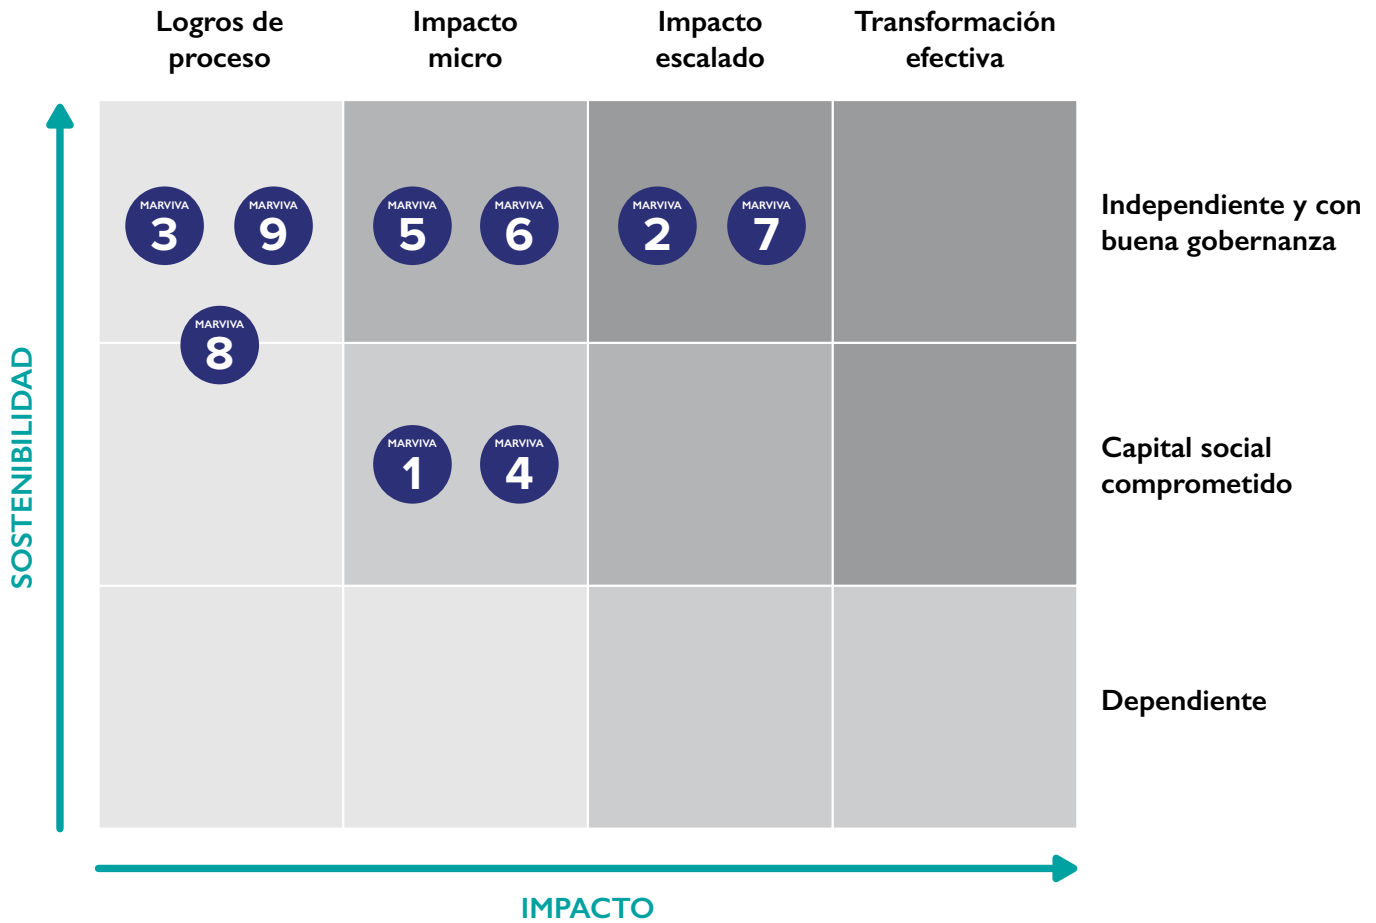 Logros de
proceso
Impacto
micro
Impacto
escalado
Transformación
efectiva
MARVIVA
3
MARVIVA
9
MARVIVA
5
MARVIVA
6
MARVIVA
2
MARVIVA
7
Independiente y con
buena gobernanza
MARVIVA
8
MARVIVA
1
MARVIVA
4
Capital social
comprometido
Dependiente
SOSTENIBILIDAD
IMPACTO